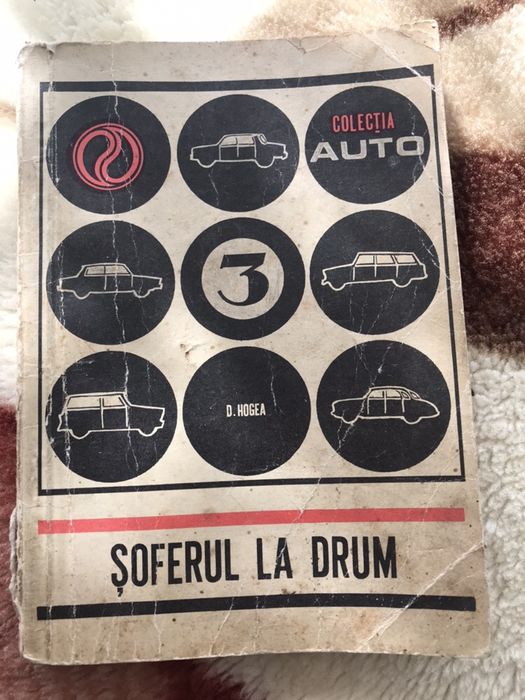 COLECȚIA
AUTO
3
D. HOGEA
ȘOFERUL LA DRUM